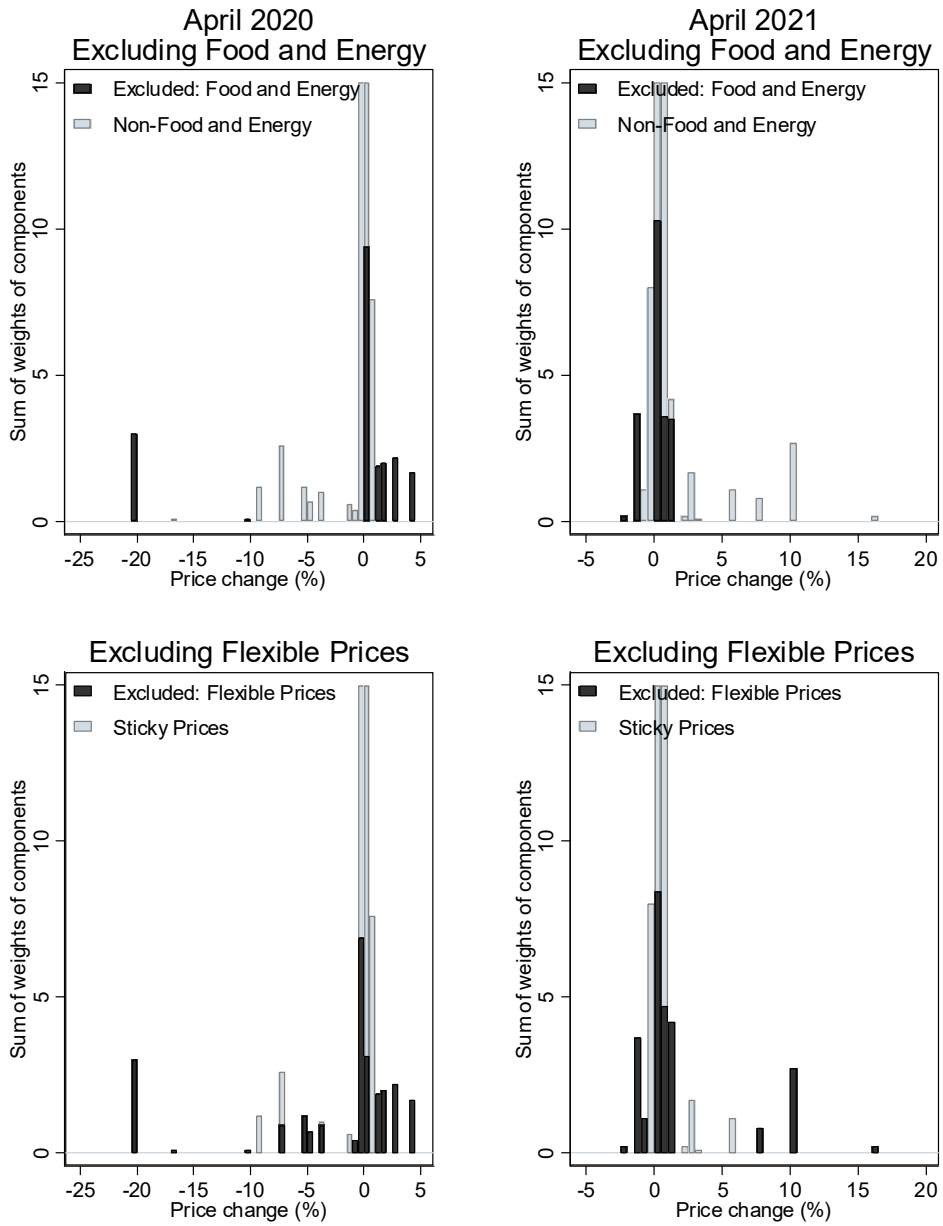 April 2020
Excluding Food and Energy
Excluded: Food and Energy
Non-Food and Energy
Sum of weights of components
15
10
5
0
-25 -20 -15 -10 -5 0 5
Price change (%)
April 2021
Excluding Food and Energy
Excluded: Food and Energy
Non-Food and Energy
Sum of weights of components
15
10
5
0
-5 0 5 10 15 20
Price change (%)
Excluding Flexible Prices
Excluded: Flexible Prices
Sticky Prices
Sum of weights of components
15
10
5
0
-25 -20 -15 -10 -5 0 5
Price change (%)
Excluding Flexible Prices
Excluded: Flexible Prices
Sticky Prices
Sum of weights of components
15
10
5
0
-5 0 5 10 15 20
Price change (%)